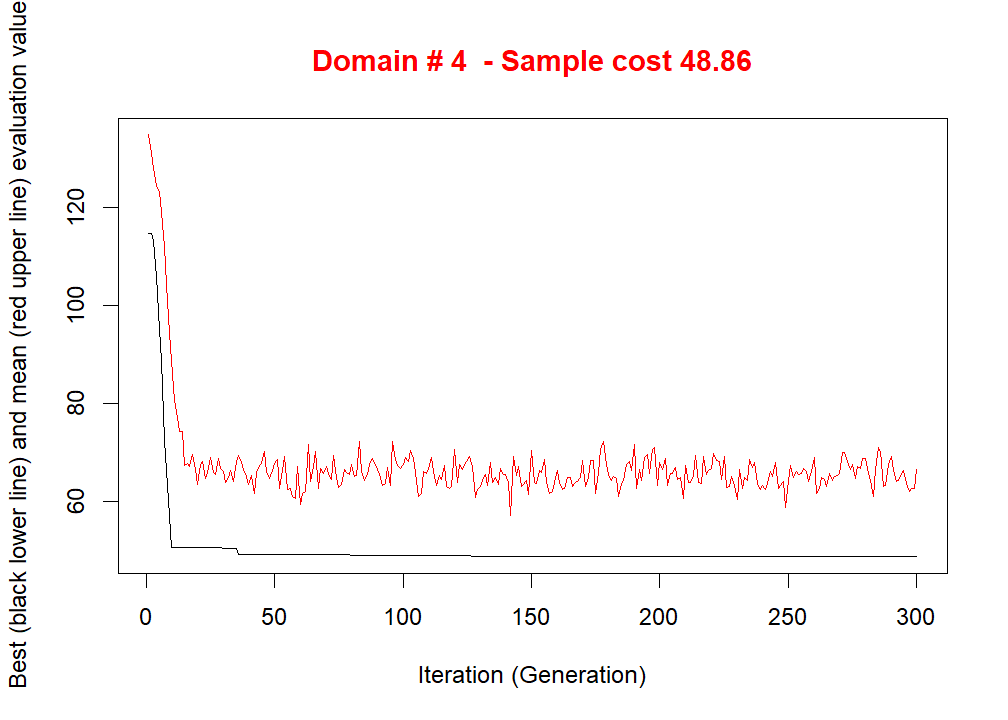 Domain # 4  - Sample cost 48.86
Best (black lower line) and mean (red upper line) evaluation value
120
100
80
60
0 50 100 150 200 250 300
Iteration (Generation)